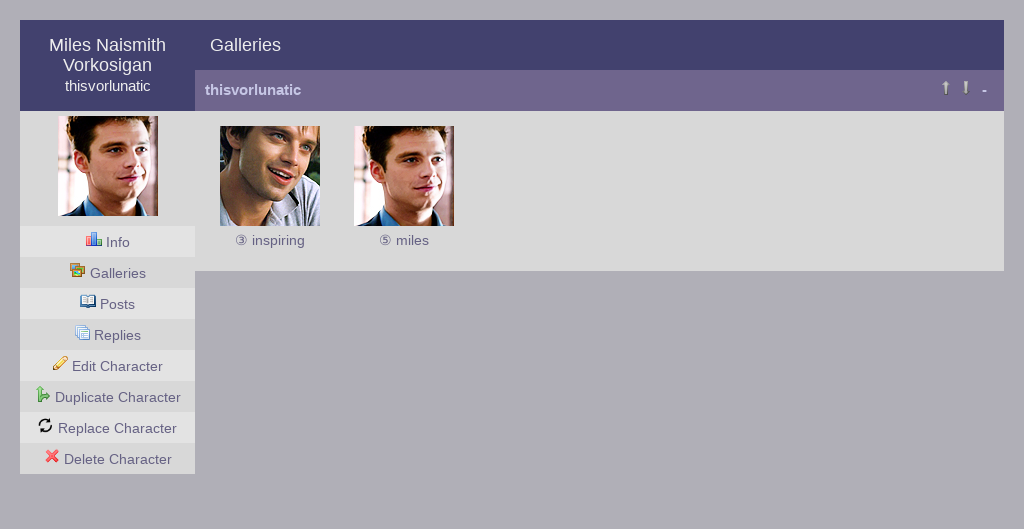 Miles Naismith
Vorkosigan
thisvorlunatic
Galleries
thisvorlunatic
-
③ inspiring
⑤ miles
Info
Galleries
Posts
Replies
Edit Character
Duplicate Character
Replace Character
Delete Character